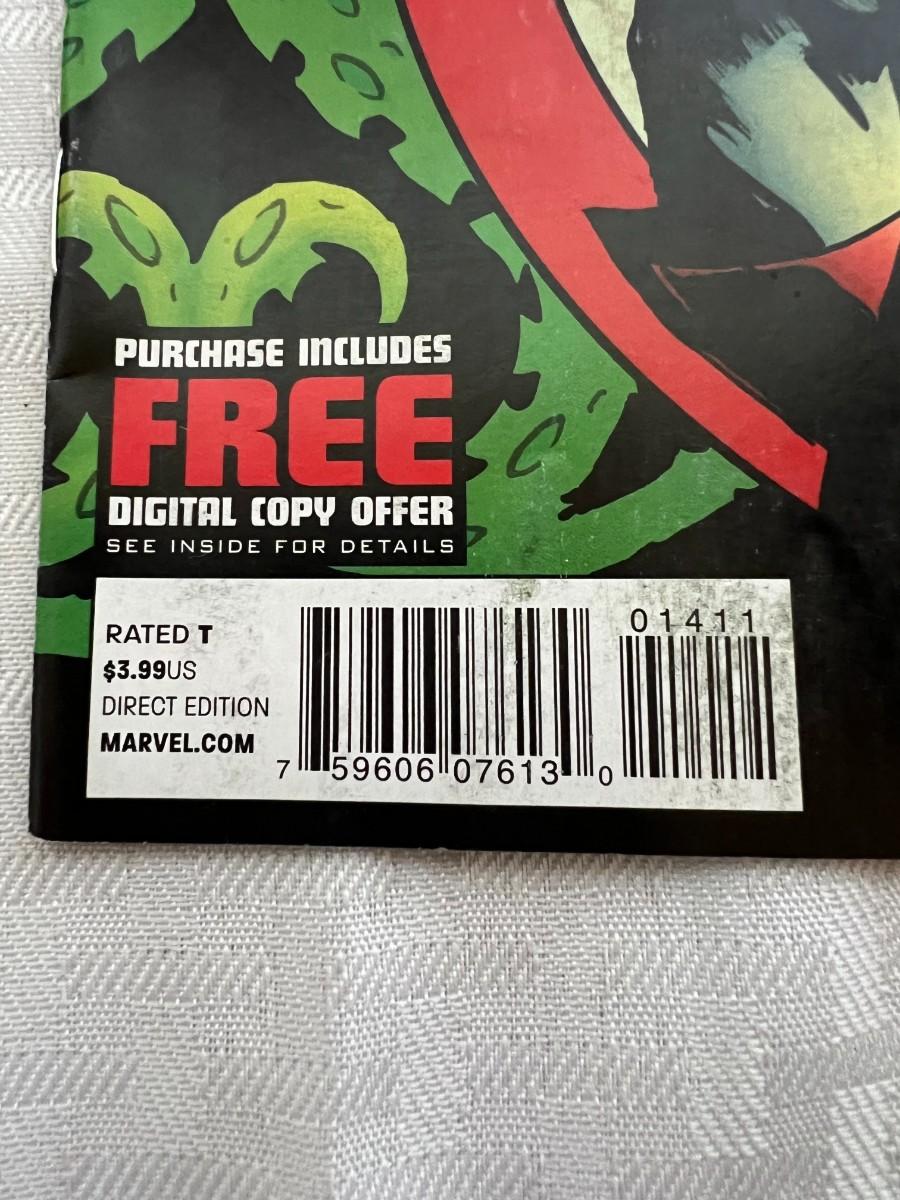 PURCHASE INCLUDES
FREE
DIGITAL COPY OFFER
SEE INSIDE FOR DETAILS
RATED T
$3.99US
DIRECT EDITION
MARVEL.COM
01411
7 59606 07613 0